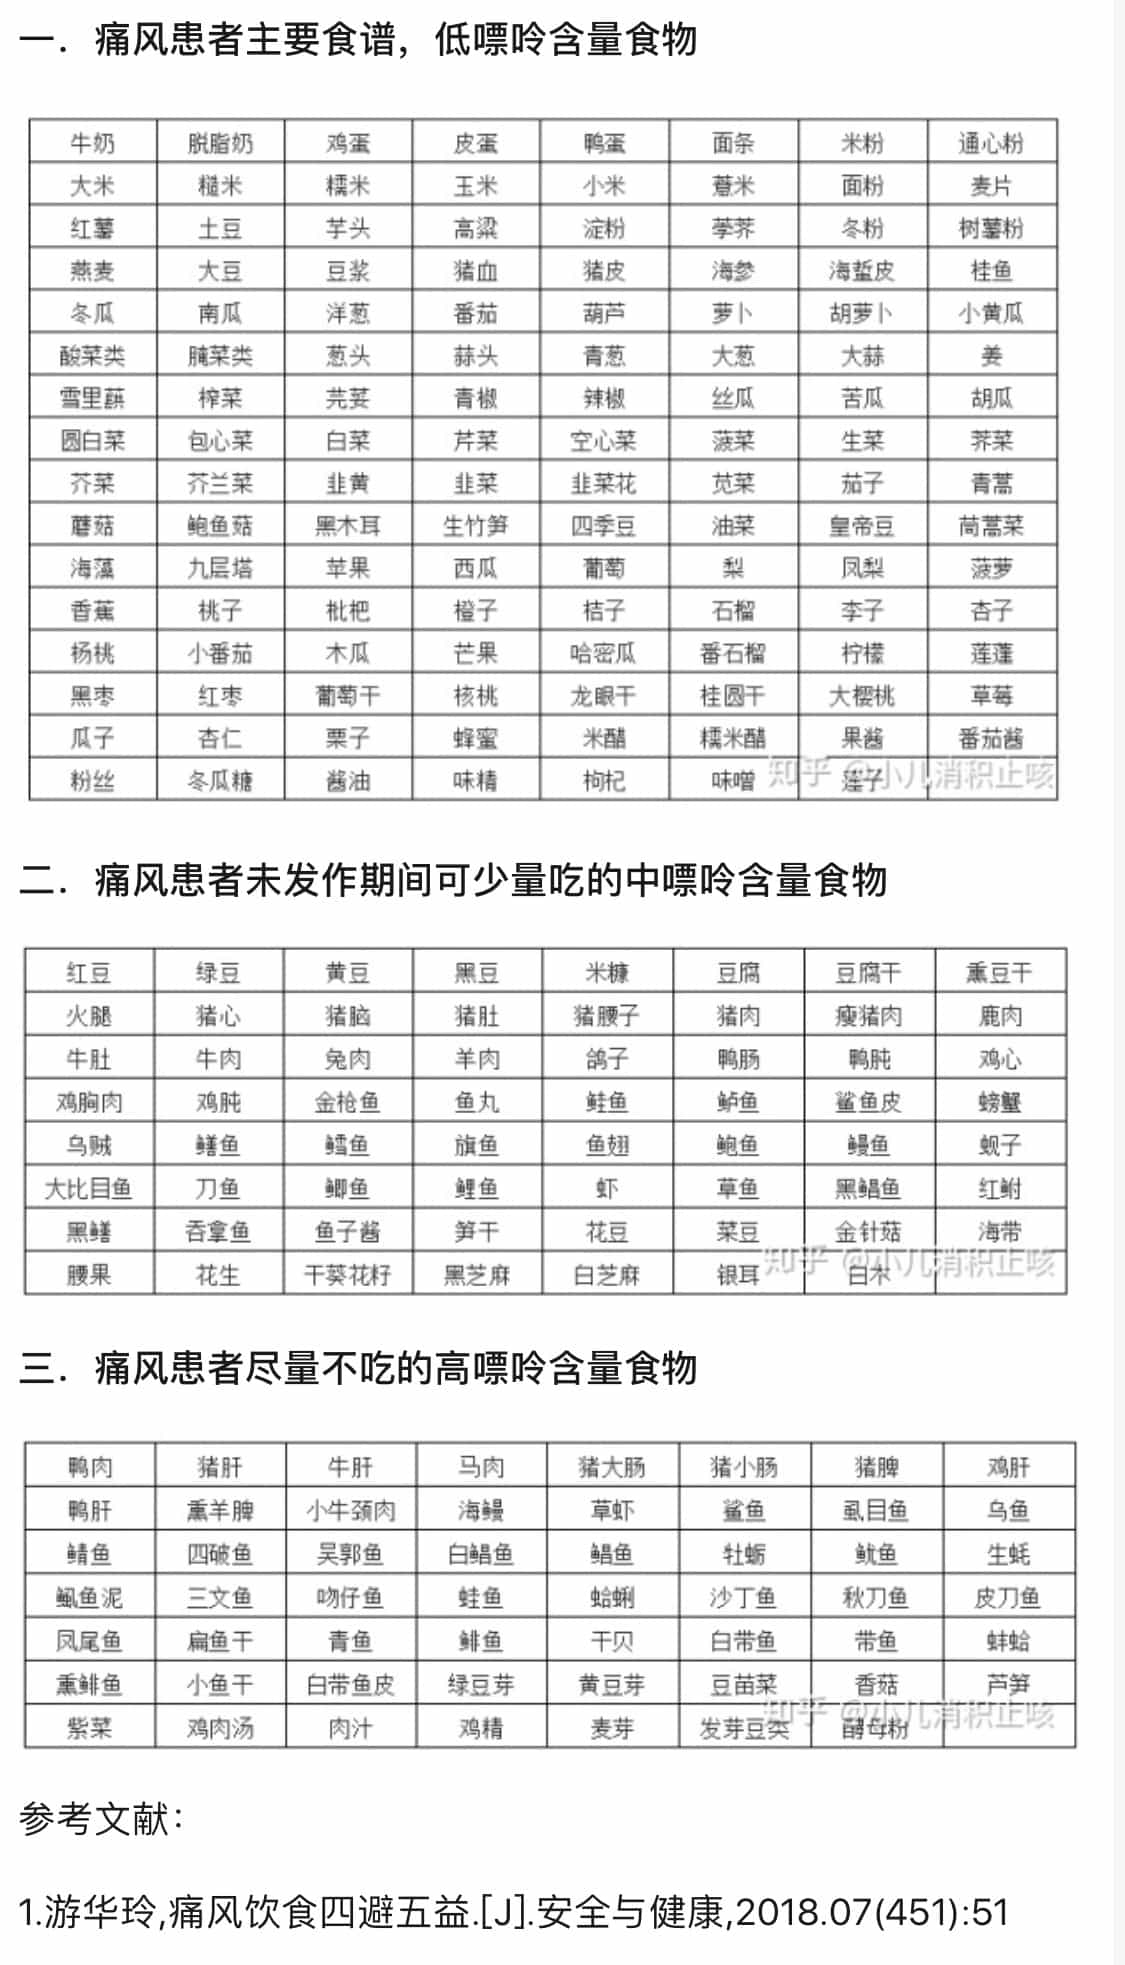 一．痛风患者主要食谱，低嘌呤含量食物
牛奶 脱脂奶 鸡蛋 皮蛋 鸭蛋 面条 米粉 通心粉
大米 糙米 糯米 玉米 小米 薏米 面粉 麦片
红薯 土豆 芋头 高粱 淀粉 荸荠 冬粉 树薯粉
燕麦 大豆 豆浆 猪血 猪皮 海参 海蜇皮 桂鱼
冬瓜 南瓜 洋葱 番茄 葫芦 萝卜 胡萝卜 小黄瓜
酸菜类 腌菜类 葱头 蒜头 青葱 大葱 大蒜 姜
雪里蕻 榨菜 芫荽 青椒 辣椒 丝瓜 苦瓜 胡瓜
圆白菜 包心菜 白菜 芹菜 空心菜 菠菜 生菜 荠菜
芥菜 芥兰菜 韭黄 韭菜 韭菜花 苋菜 茄子 青蒿
蘑菇 鲍鱼菇 黑木耳 生竹笋 四季豆 油菜 皇帝豆 茼蒿菜
海藻 九层塔 苹果 西瓜 葡萄 梨 凤梨 菠萝
香蕉 桃子 枇杷 橙子 桔子 石榴 李子 杏子
杨桃 小番茄 木瓜 芒果 哈密瓜 番石榴 柠檬 莲蓬
黑枣 红枣 葡萄干 核桃 龙眼干 桂圆干 大樱桃 草莓
瓜子 杏仁 栗子 蜂蜜 米醋 糯米醋 果酱 番茄酱
粉丝 冬瓜糖 酱油 味精 枸杞 味噌 莲子
知乎 @小儿消积止咳
二．痛风患者未发作期间可少量吃的中嘌呤含量食物
红豆 绿豆 黄豆 黑豆 米糠 豆腐 豆腐干 熏豆干
火腿 猪心 猪脑 猪肚 猪腰子 猪肉 瘦猪肉 鹿肉
牛肚 牛肉 兔肉 羊肉 鸽子 鸭肠 鸭肫 鸡心
鸡胸肉 鸡肫 金枪鱼 鱼丸 鲑鱼 鲈鱼 鲨鱼皮 螃蟹
乌贼 鳝鱼 鳕鱼 旗鱼 鱼翅 鲍鱼 鳗鱼 蚬子
大比目鱼 刀鱼 鲫鱼 鲤鱼 虾 草鱼 黑鲳鱼 红鲋
黑鳝 吞拿鱼 鱼子酱 笋干 花豆 菜豆 金针菇 海带
腰果 花生 干葵花籽 黑芝麻 白芝麻 银耳 白木
知乎 @小儿消积止咳
三．痛风患者尽量不吃的高嘌呤含量食物
鸭肉 猪肝 牛肝 马肉 猪大肠 猪小肠 猪脾 鸡肝
鸭肝 熏羊脾 小牛颈肉 海鳗 草虾 鲨鱼 虱目鱼 乌鱼
鲭鱼 四破鱼 吴郭鱼 白鲳鱼 鲳鱼 牡蛎 鱿鱼 生蚝
鳀鱼泥 三文鱼 吻仔鱼 蛙鱼 蛤蜊 沙丁鱼 秋刀鱼 皮刀鱼
凤尾鱼 扁鱼干 青鱼 鲱鱼 干贝 白带鱼 带鱼 蚌蛤
熏鲱鱼 小鱼干 白带鱼皮 绿豆芽 黄豆芽 豆苗菜 香菇 芦笋
紫菜 鸡肉汤 肉汁 鸡精 麦芽 发芽豆类 酵母粉
知乎 @小儿消积止咳
参考文献：
1.游华玲,痛风饮食四避五益.[J].安全与健康,2018.07(451):51